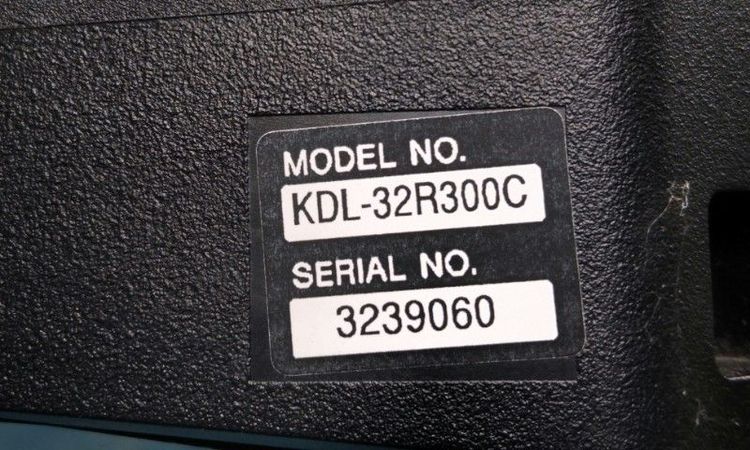 MODEL NO.
KDL-32R300C
SERIAL NO.
3239060